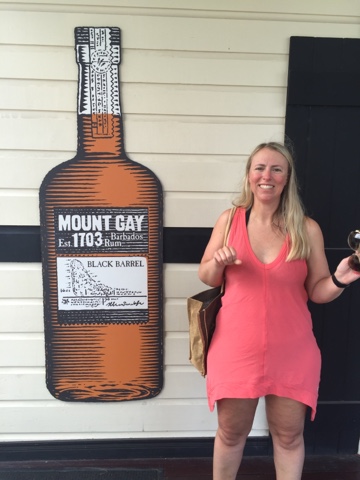 MOUNT GAY
Est. 1703 Barbados Rum
BLACK BARREL